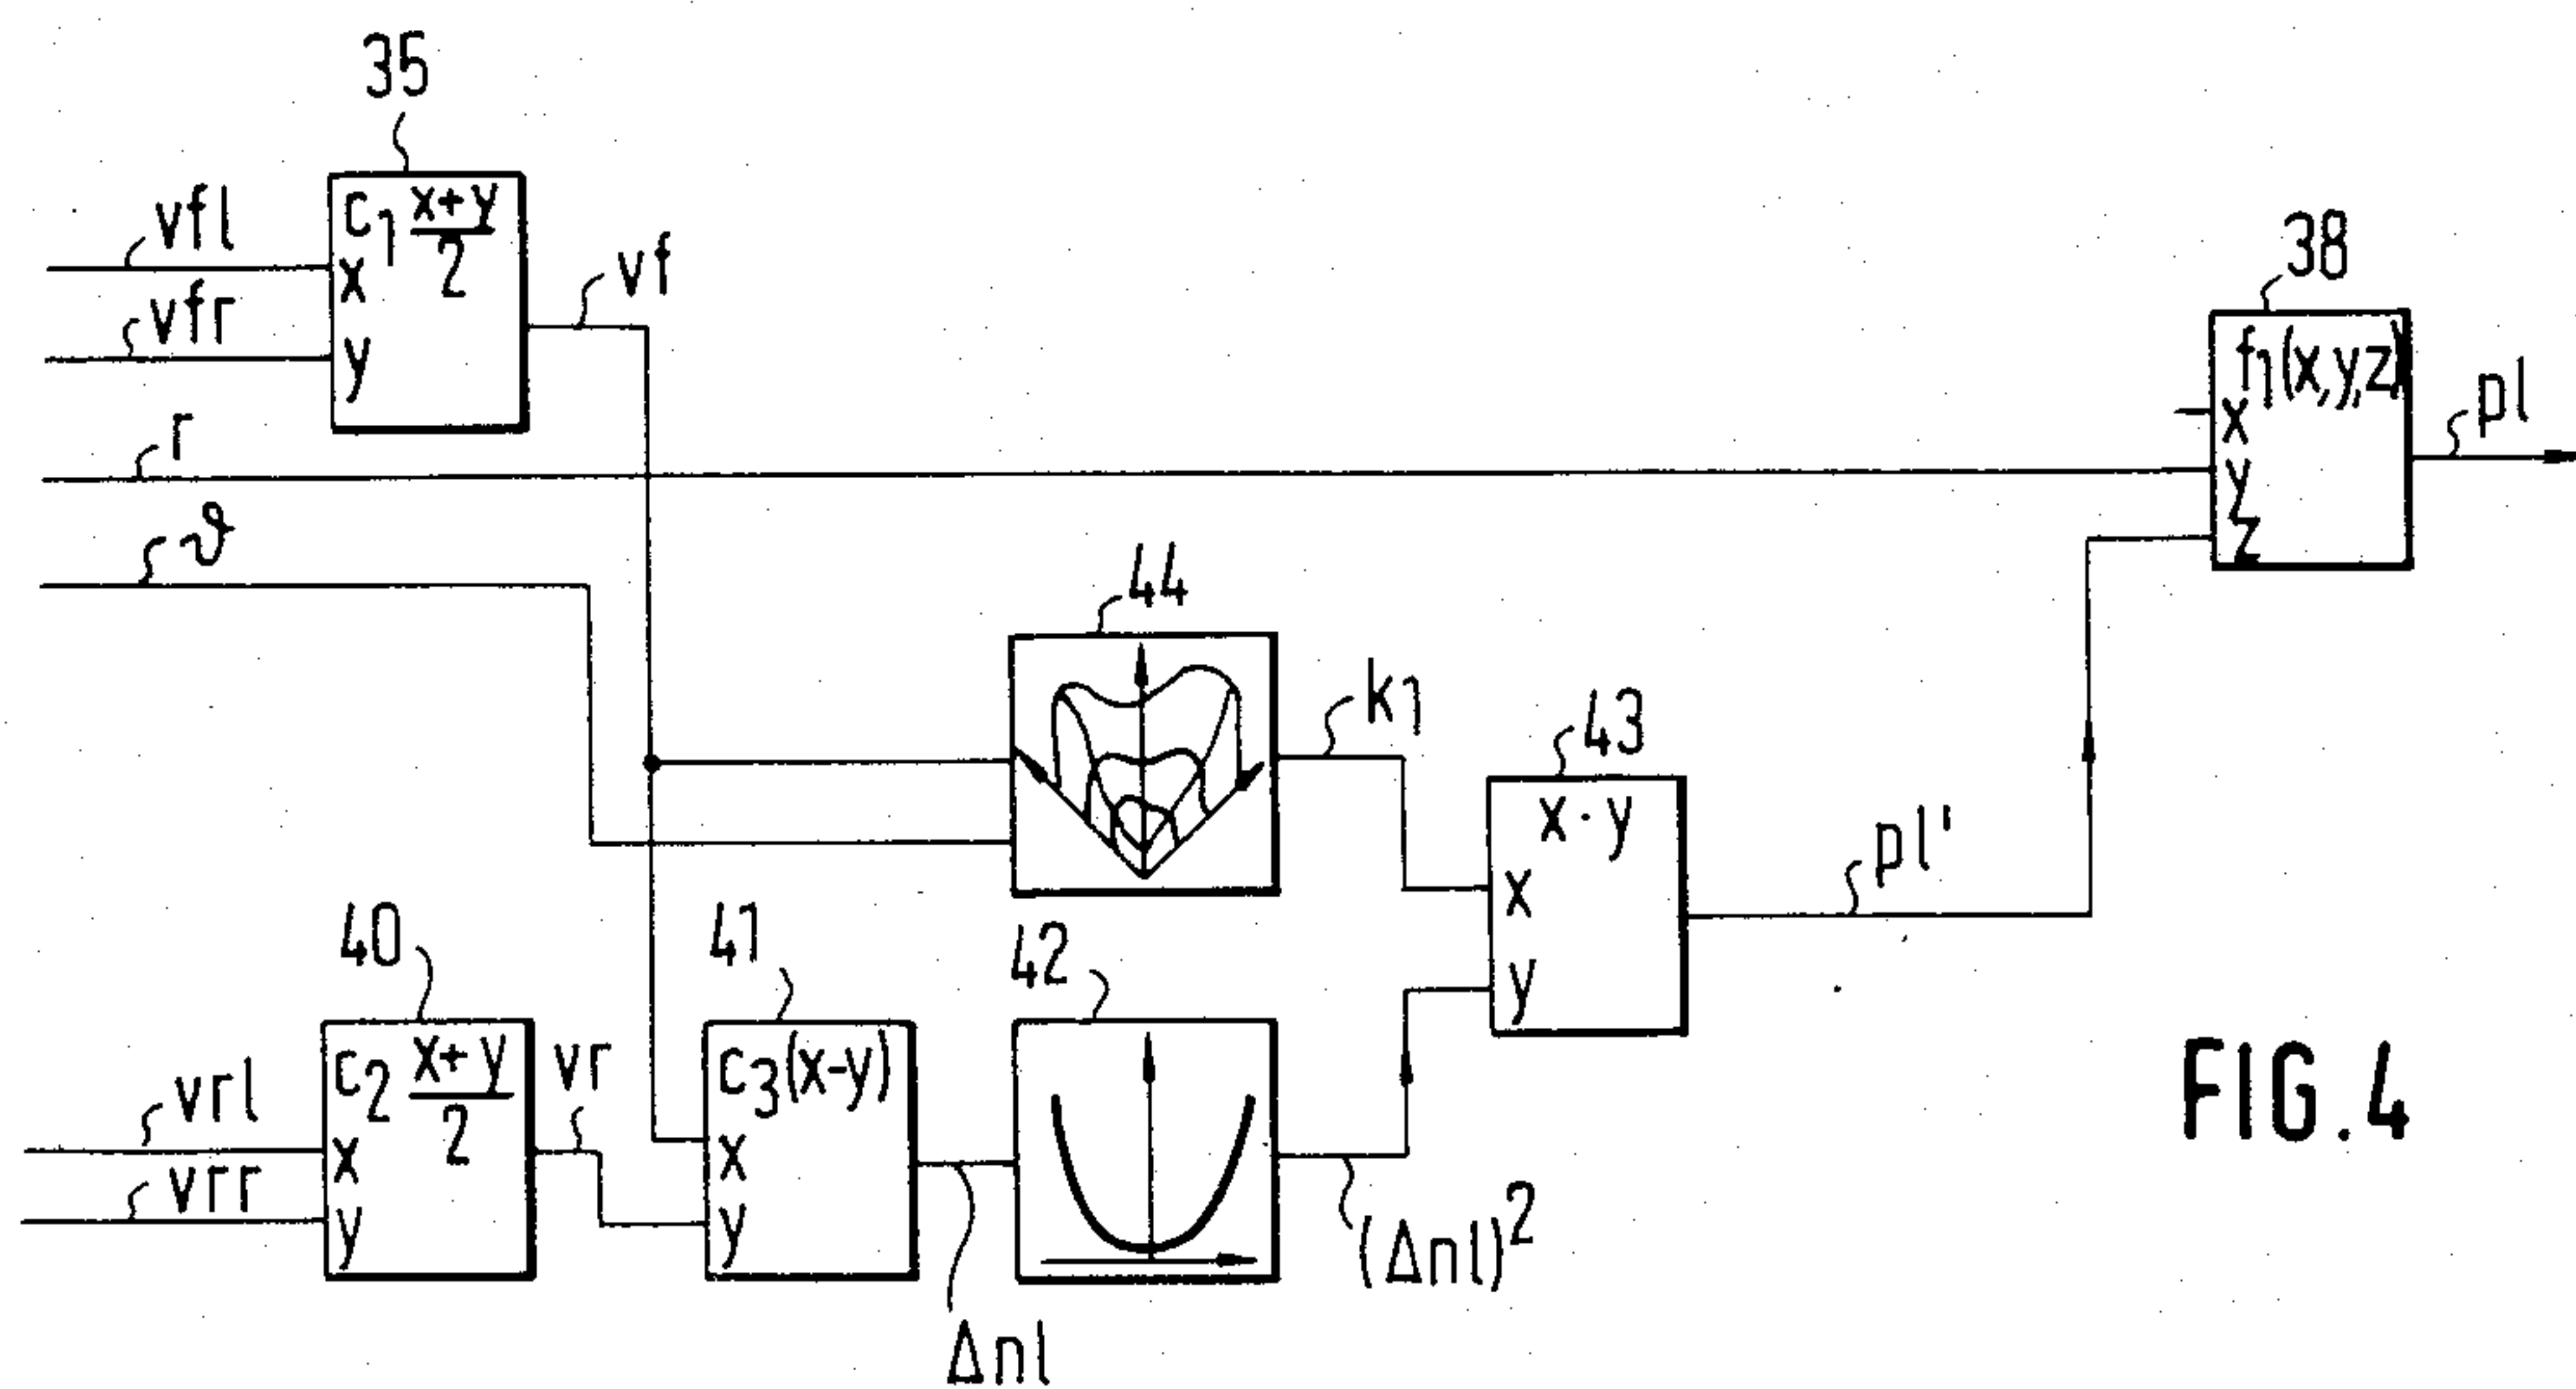 35
vfl
c₁ (x+y)/2
x
vfr
y
vf
r
ϑ
38
f₁(x,y,z)
x
y
z
pl
44
k₁
43
x · y
x
y
pl'
40
vrl
c₂ (x+y)/2
x
vrr
y
vr
41
c₃(x-y)
x
y
Δnl
42
(Δnl)²
FIG.4